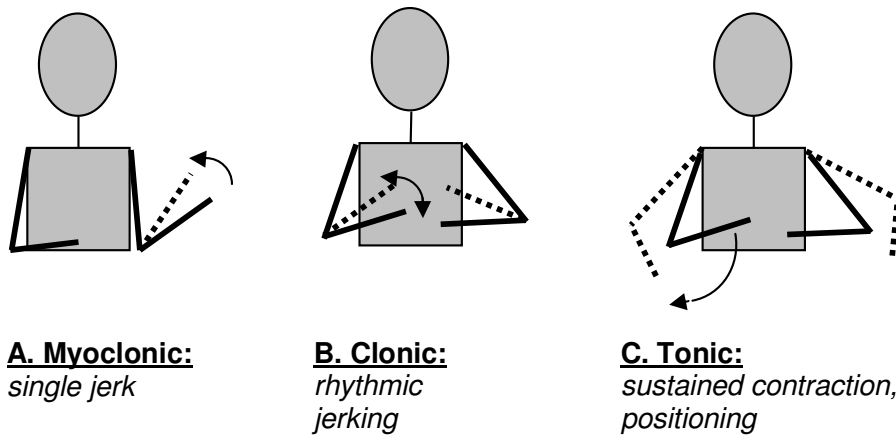 A. Myoclonic:
single jerk
B. Clonic:
rhythmic
jerking
C. Tonic:
sustained contraction,
positioning